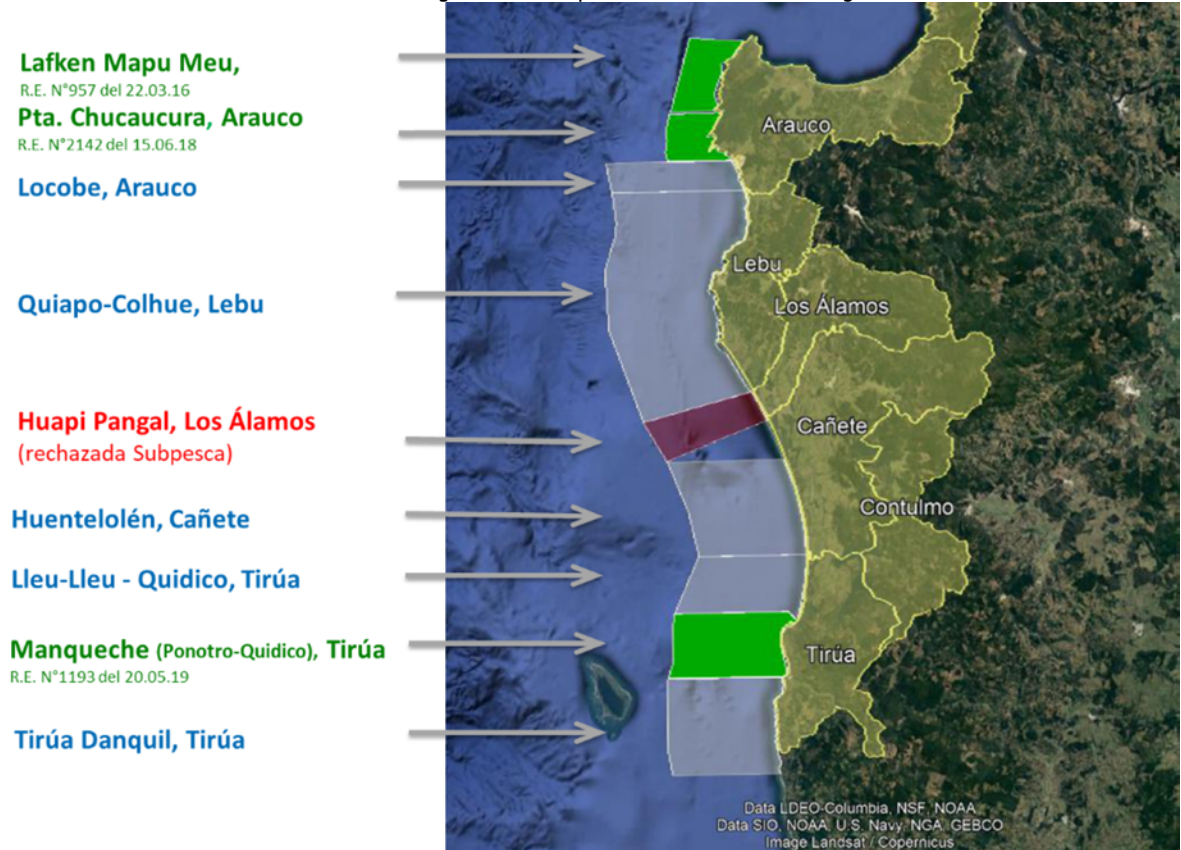 Lafken Mapu Meu,
R.E. N°957 del 22.03.16
Pta. Chucaucura, Arauco
R.E. N°2142 del 15.06.18
Locobe, Arauco
Quiapo-Colhue, Lebu
Huapi Pangal, Los Álamos
(rechazada Subpesca)
Huentelolén, Cañete
Lleu-Lleu - Quidico, Tirúa
Manqueche (Ponotro-Quidico), Tirúa
R.E. N°1193 del 20.05.19
Tirúa Danquil, Tirúa
Arauco
Lebu
Los Álamos
Cañete
Contulmo
Tirúa
Data LDEO-Columbia, NSF, NOAA
Data SIO, NOAA, U.S. Navy, NGA, GEBCO
Image Landsat / Copernicus